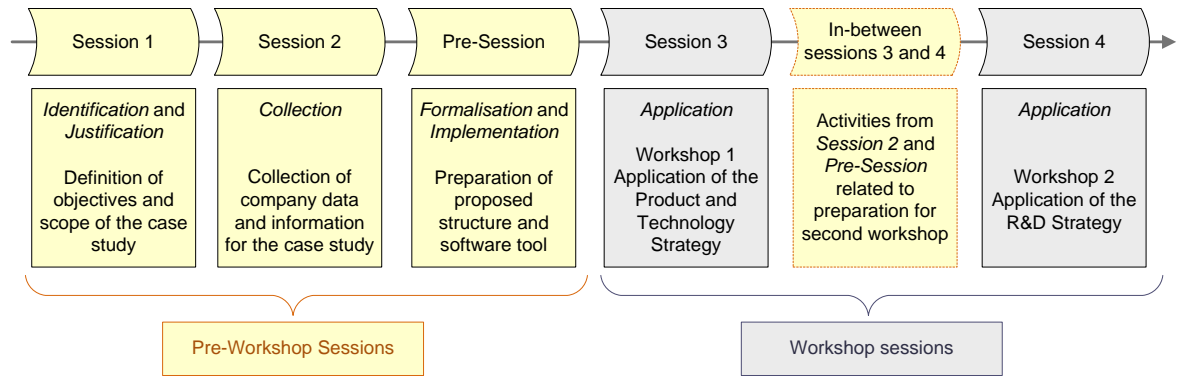 Session 1
Session 2
Pre-Session
Session 3
In-between
sessions 3 and 4
Session 4
Identification and
Justification
Definition of
objectives and
scope of the case
study
Collection
Collection of
company data
and information
for the case study
Formalisation and
Implementation
Preparation of
proposed
structure and
software tool
Application
Workshop 1
Application of the
Product and
Technology
Strategy
Activities from
Session 2 and
Pre-Session
related to
preparation for
second workshop
Application
Workshop 2
Application of the
R&D Strategy
Pre-Workshop Sessions
Workshop sessions